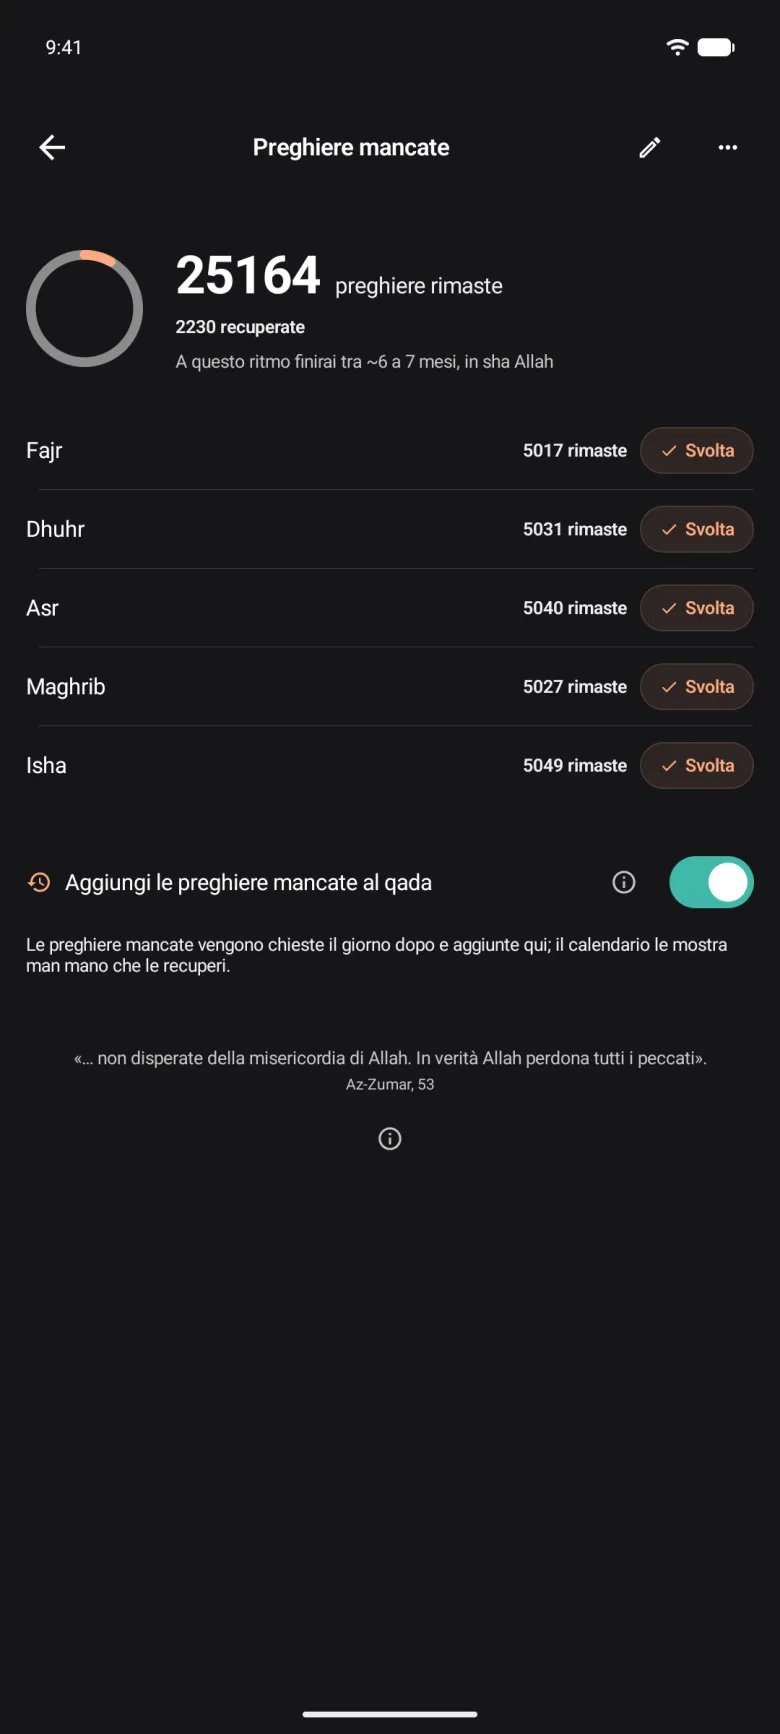 9:41
Preghiere mancate
25164 preghiere rimaste
2230 recuperate
A questo ritmo finirai tra ~6 a 7 mesi, in sha Allah
Fajr 5017 rimaste Svolta
Dhuhr 5031 rimaste Svolta
Asr 5040 rimaste Svolta
Maghrib 5027 rimaste Svolta
Isha 5049 rimaste Svolta
Aggiungi le preghiere mancate al qada
Le preghiere mancate vengono chieste il giorno dopo e aggiunte qui; il calendario le mostra
man mano che le recuperi.
«… non disperate della misericordia di Allah. In verità Allah perdona tutti i peccati».
Az-Zumar, 53